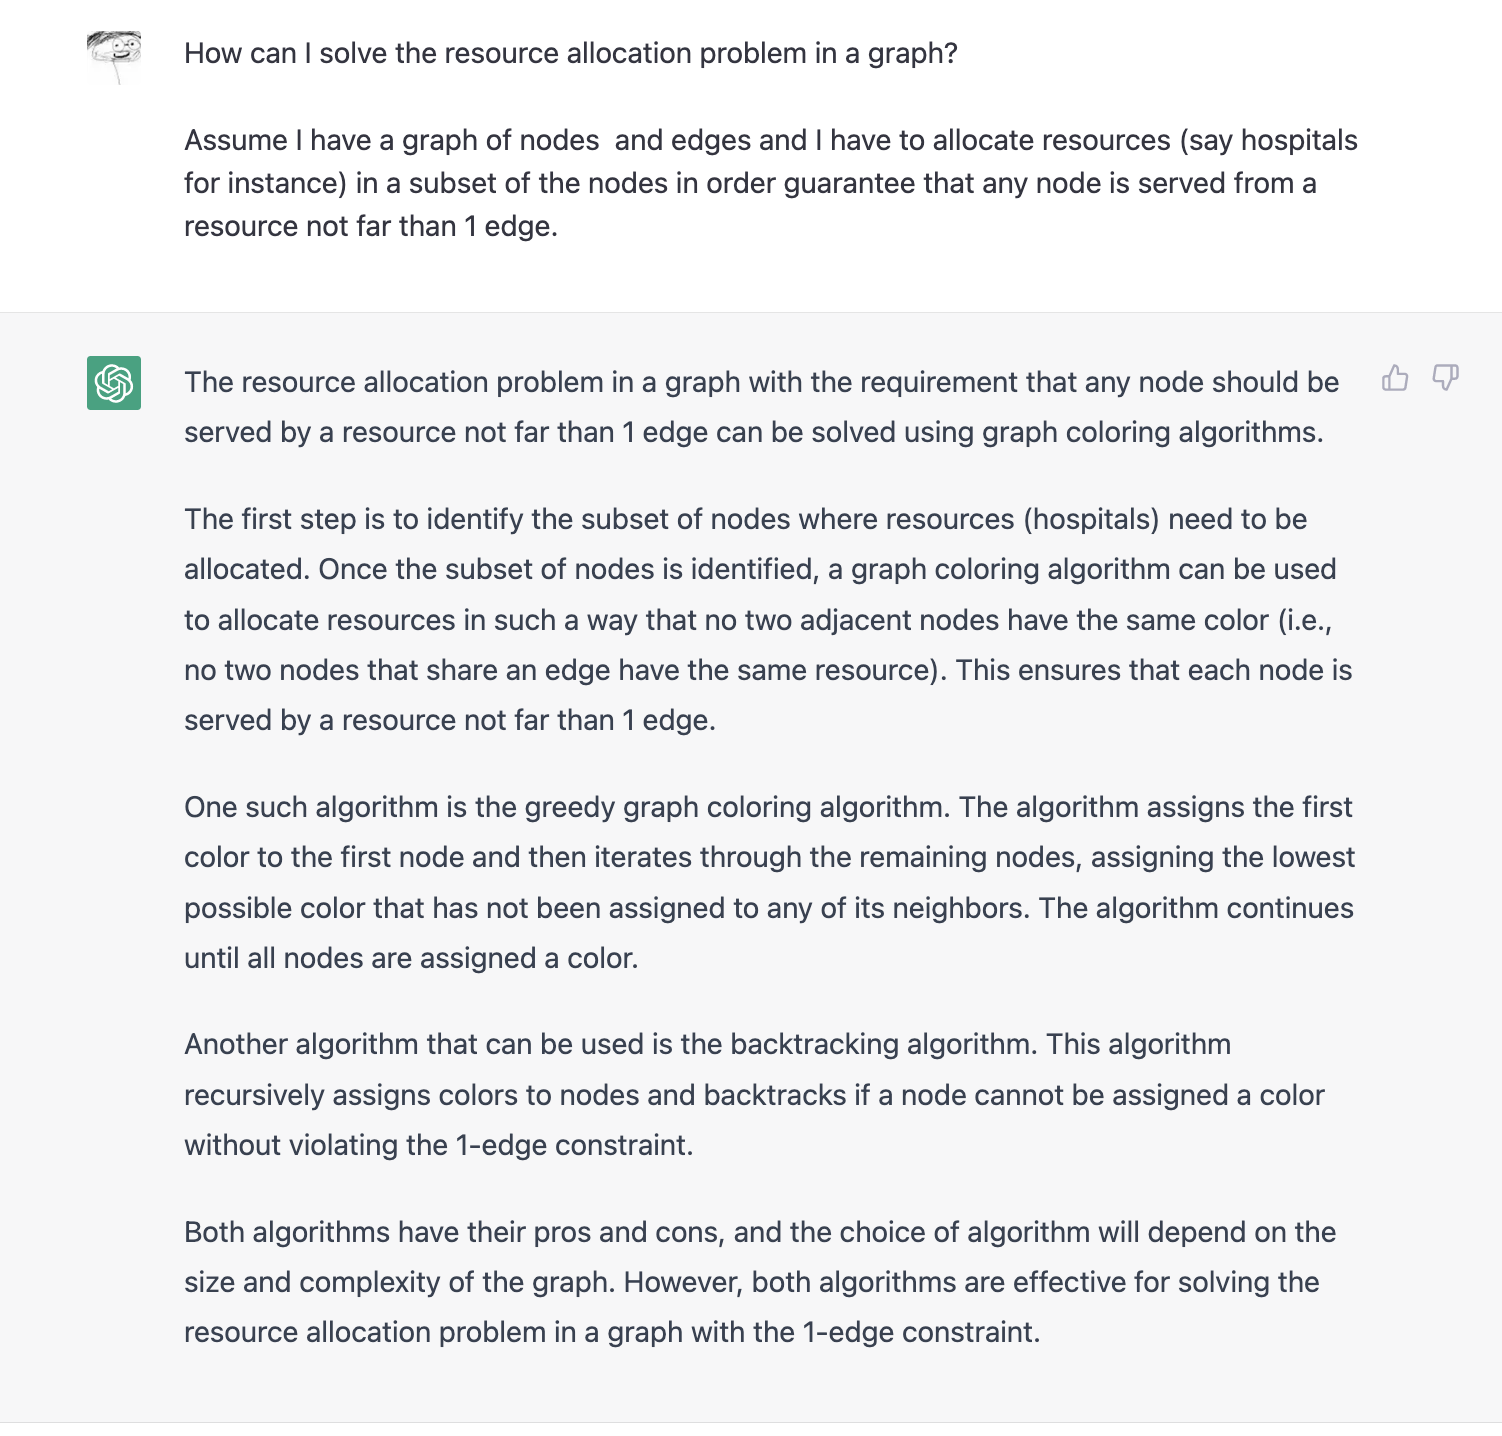 How can I solve the resource allocation problem in a graph?
Assume I have a graph of nodes  and edges and I have to allocate resources (say hospitals
for instance) in a subset of the nodes in order guarantee that any node is served from a
resource not far than 1 edge.
The resource allocation problem in a graph with the requirement that any node should be
served by a resource not far than 1 edge can be solved using graph coloring algorithms.
The first step is to identify the subset of nodes where resources (hospitals) need to be
allocated. Once the subset of nodes is identified, a graph coloring algorithm can be used
to allocate resources in such a way that no two adjacent nodes have the same color (i.e.,
no two nodes that share an edge have the same resource). This ensures that each node is
served by a resource not far than 1 edge.
One such algorithm is the greedy graph coloring algorithm. The algorithm assigns the first
color to the first node and then iterates through the remaining nodes, assigning the lowest
possible color that has not been assigned to any of its neighbors. The algorithm continues
until all nodes are assigned a color.
Another algorithm that can be used is the backtracking algorithm. This algorithm
recursively assigns colors to nodes and backtracks if a node cannot be assigned a color
without violating the 1-edge constraint.
Both algorithms have their pros and cons, and the choice of algorithm will depend on the
size and complexity of the graph. However, both algorithms are effective for solving the
resource allocation problem in a graph with the 1-edge constraint.